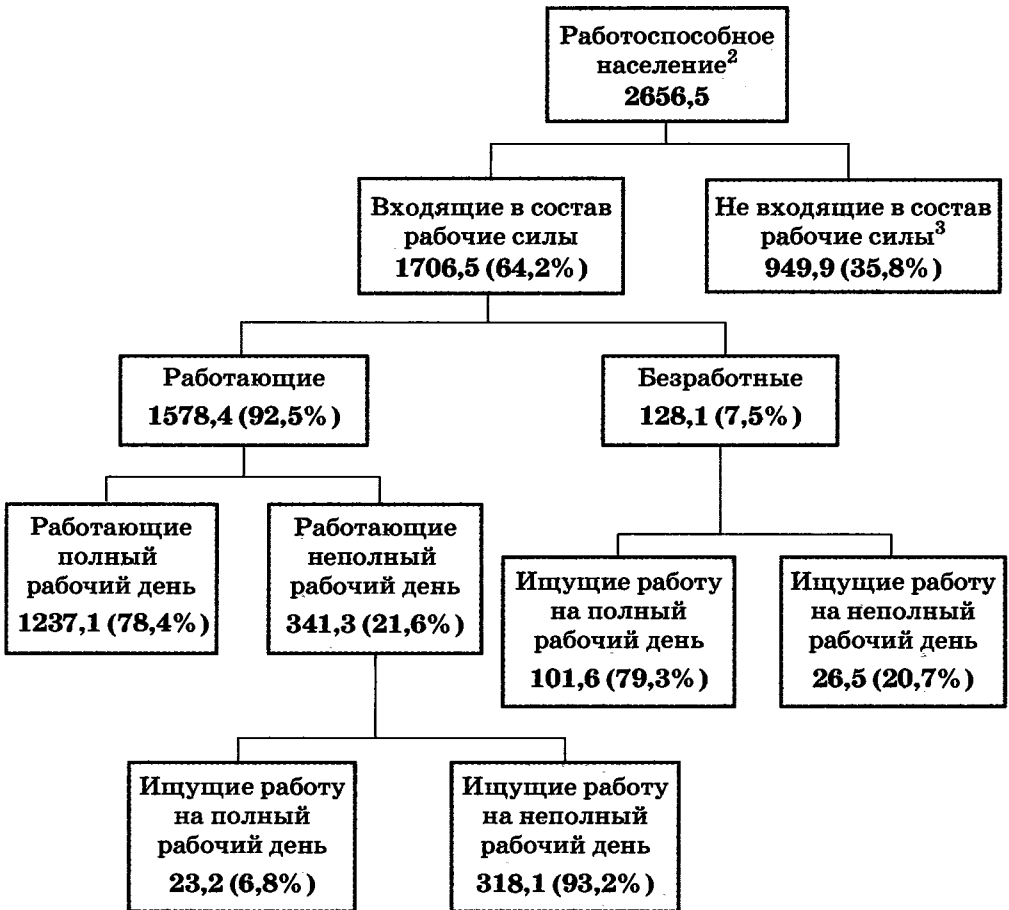 Работоспособное
население²
2656,5
Входящие в состав
рабочие силы
1706,5 (64,2%)
Не входящие в состав
рабочие силы³
949,9 (35,8%)
Работающие
1578,4 (92,5%)
Безработные
128,1 (7,5%)
Работающие
полный
рабочий день
1237,1 (78,4%)
Работающие
неполный
рабочий день
341,3 (21,6%)
Ищущие работу
на полный
рабочий день
101,6 (79,3%)
Ищущие работу
на неполный
рабочий день
26,5 (20,7%)
Ищущие работу
на полный
рабочий день
23,2 (6,8%)
Ищущие работу
на неполный
рабочий день
318,1 (93,2%)